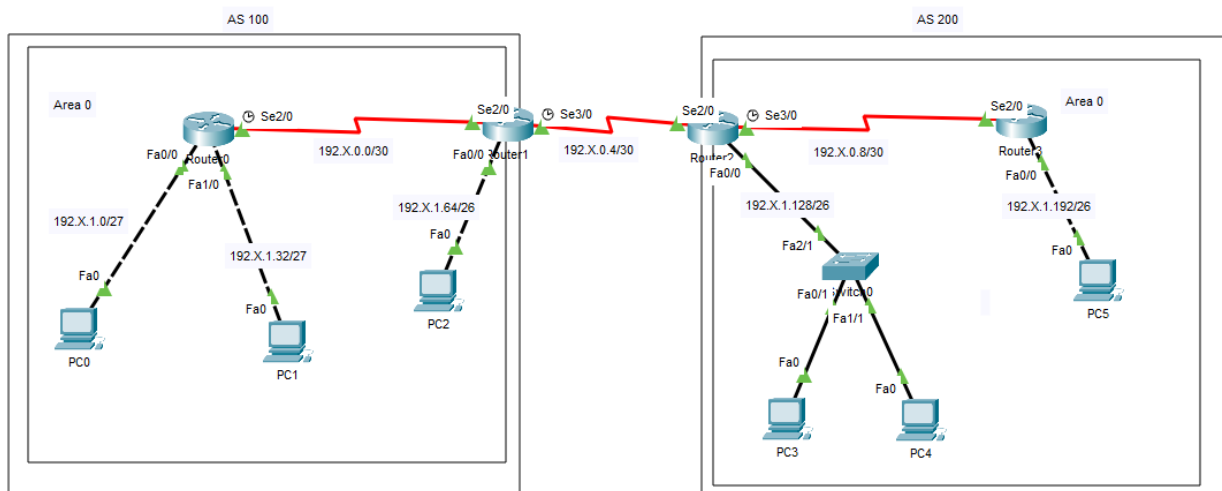 AS 100
AS 200
Area 0
Se2/0
Se2/0
Se3/0
Se2/0
Se3/0
Se2/0
Area 0
Fa0/0
Router0
192.X.0.0/30
Fa0/0
Router1
192.X.0.4/30
Router2
192.X.0.8/30
Router3
Fa1/0
Fa0/0
Fa0/0
192.X.1.0/27
192.X.1.64/26
192.X.1.128/26
192.X.1.192/26
192.X.1.32/27
Fa0
Fa2/1
Fa0
Fa0
Fa0
Fa0/1
Switch0
Fa1/1
PC2
PC5
PC0
PC1
Fa0
Fa0
PC3
PC4